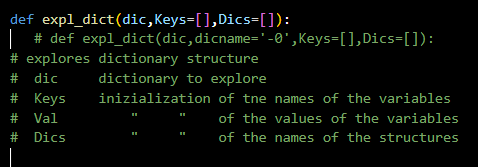 def expl_dict(dic,Keys=[],Dics=[]):
# def expl_dict(dic,dicname='-0',Keys=[],Dics=[]):
# explores dictionary structure
# dic dictionary to explore
# Keys inizialization of tne names of the variables
# Val " " of the values of the variables
# Dics " " of the names of the structures